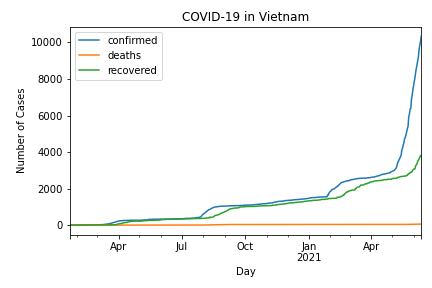 COVID-19 in Vietnam
confirmed
deaths
recovered
Number of Cases
10000
8000
6000
4000
2000
0
Apr
Jul
Oct
Jan
2021
Apr
Day